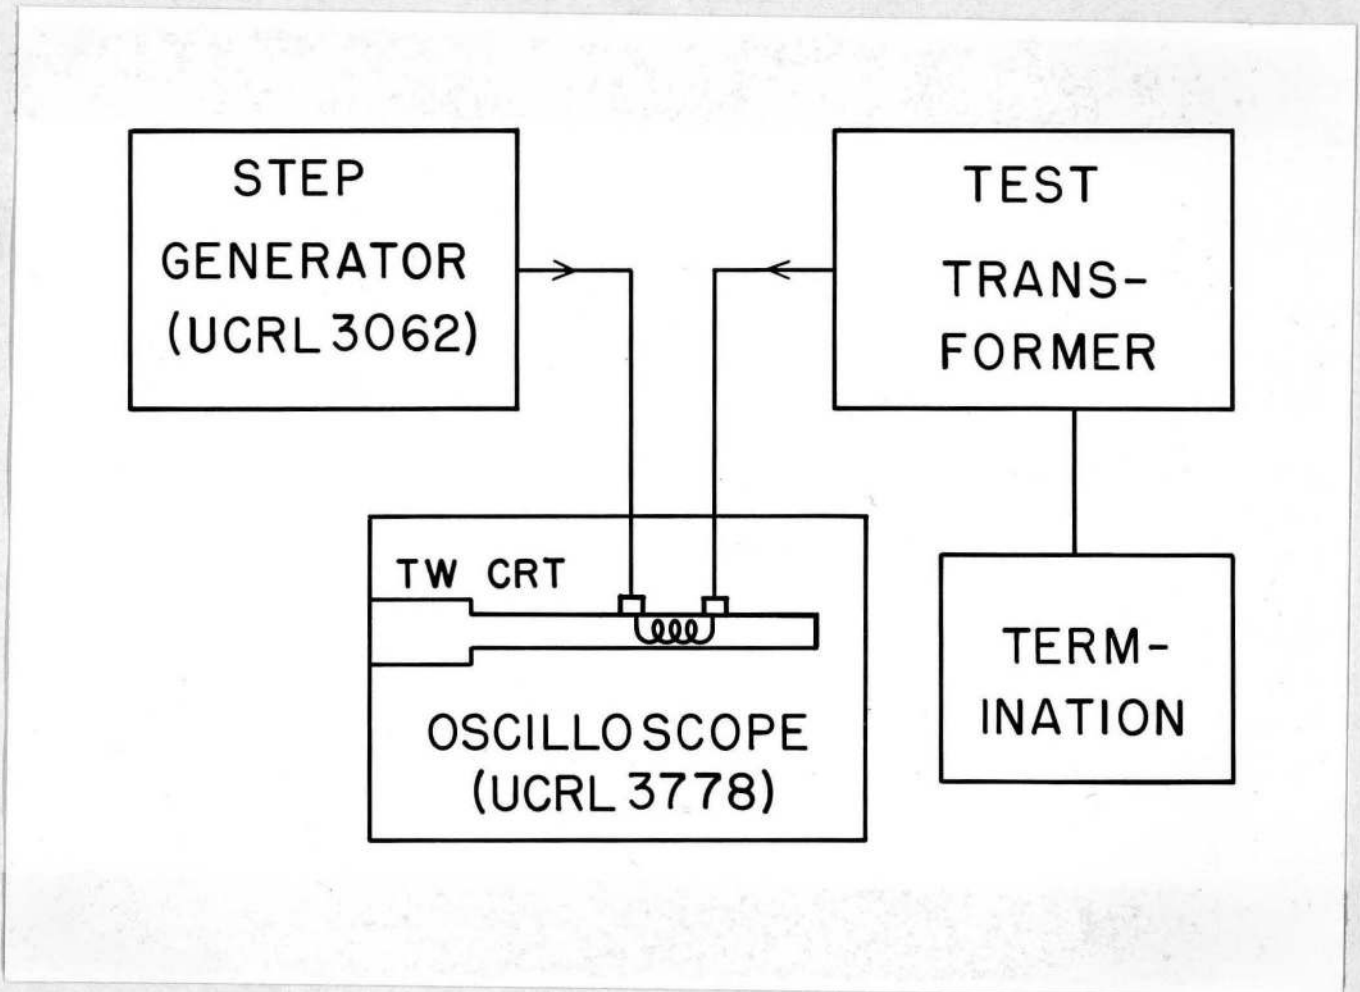 STEP
GENERATOR
(UCRL 3062)
TEST
TRANS-
FORMER
TW CRT
OSCILLOSCOPE
(UCRL 3778)
TERM-
INATION